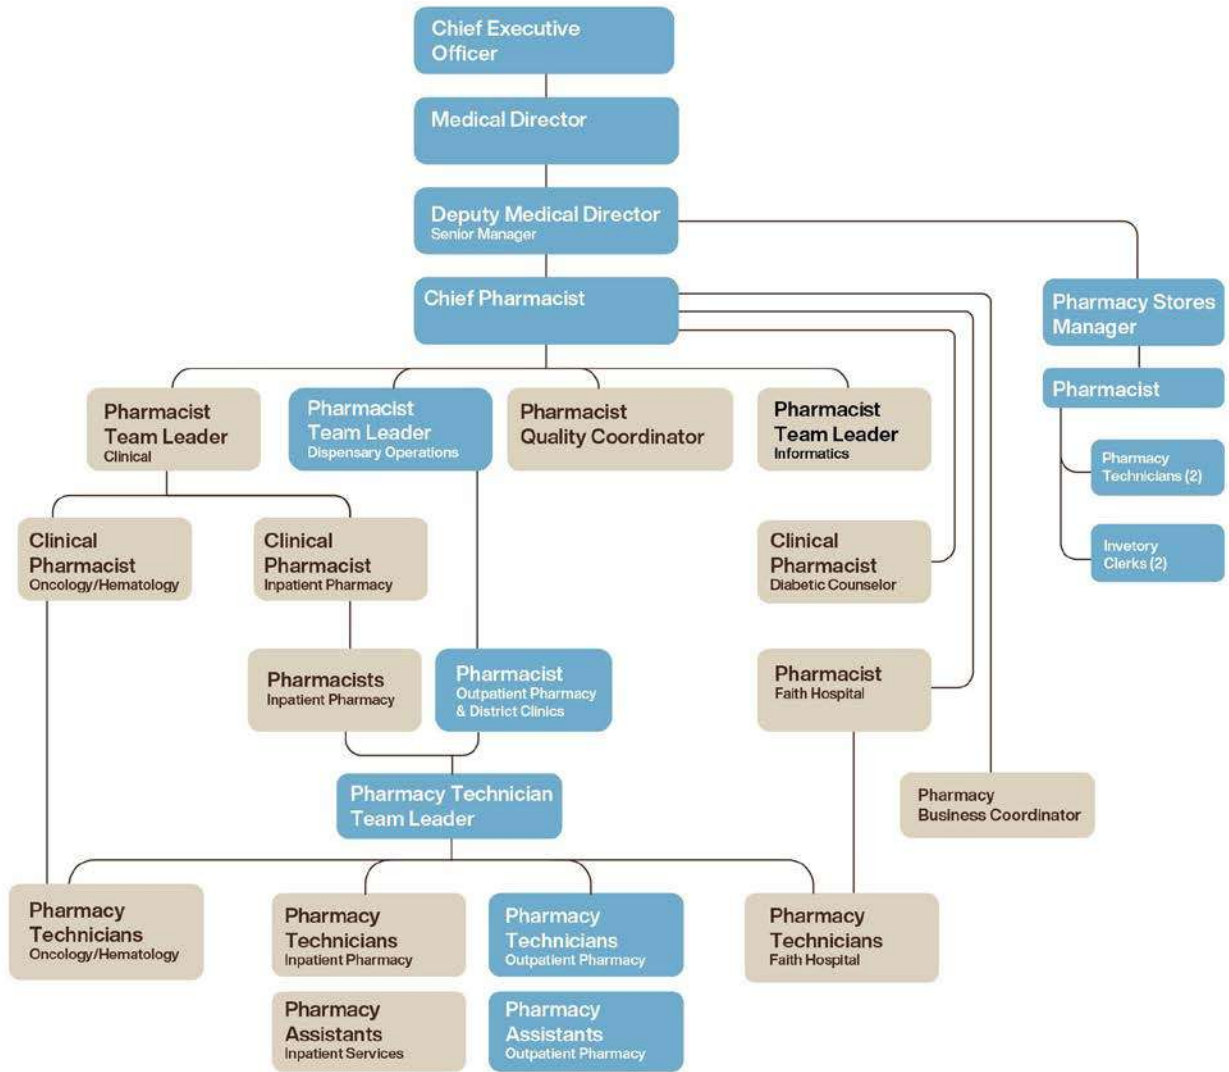 Chief Executive
Officer
Medical Director
Deputy Medical Director
Senior Manager
Chief Pharmacist
Pharmacy Stores
Manager
Pharmacist
Pharmacy
Technicians (2)
Invetory
Clerks (2)
Pharmacist
Team Leader
Clinical
Pharmacist
Team Leader
Dispensary Operations
Pharmacist
Quality Coordinator
Pharmacist
Team Leader
Informatics
Clinical
Pharmacist
Oncology/Hematology
Clinical
Pharmacist
Inpatient Pharmacy
Clinical
Pharmacist
Diabetic Counselor
Pharmacists
Inpatient Pharmacy
Pharmacist
Outpatient Pharmacy
& District Clinics
Pharmacist
Faith Hospital
Pharmacy Technician
Team Leader
Pharmacy
Business Coordinator
Pharmacy
Technicians
Oncology/Hematology
Pharmacy
Technicians
Inpatient Pharmacy
Pharmacy
Technicians
Outpatient Pharmacy
Pharmacy
Technicians
Faith Hospital
Pharmacy
Assistants
Inpatient Services
Pharmacy
Assistants
Outpatient Pharmacy